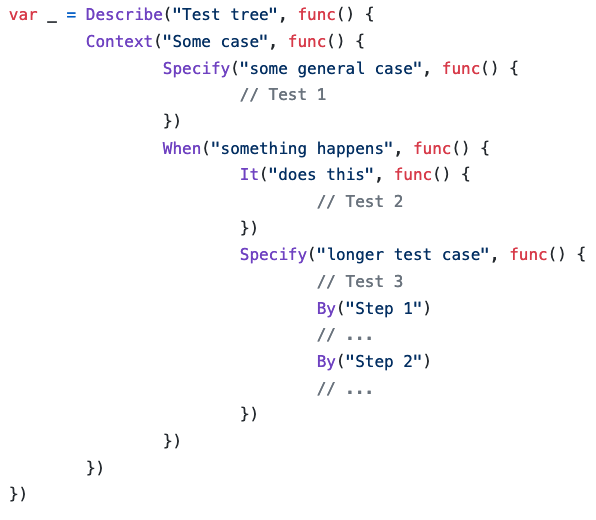 var _ = Describe("Test tree", func() {
        Context("Some case", func() {
                Specify("some general case", func() {
                        // Test 1
                })
                When("something happens", func() {
                        It("does this", func() {
                                // Test 2
                        })
                        Specify("longer test case", func() {
                                // Test 3
                                By("Step 1")
                                // ...
                                By("Step 2")
                                // ...
                        })
                })
        })
})